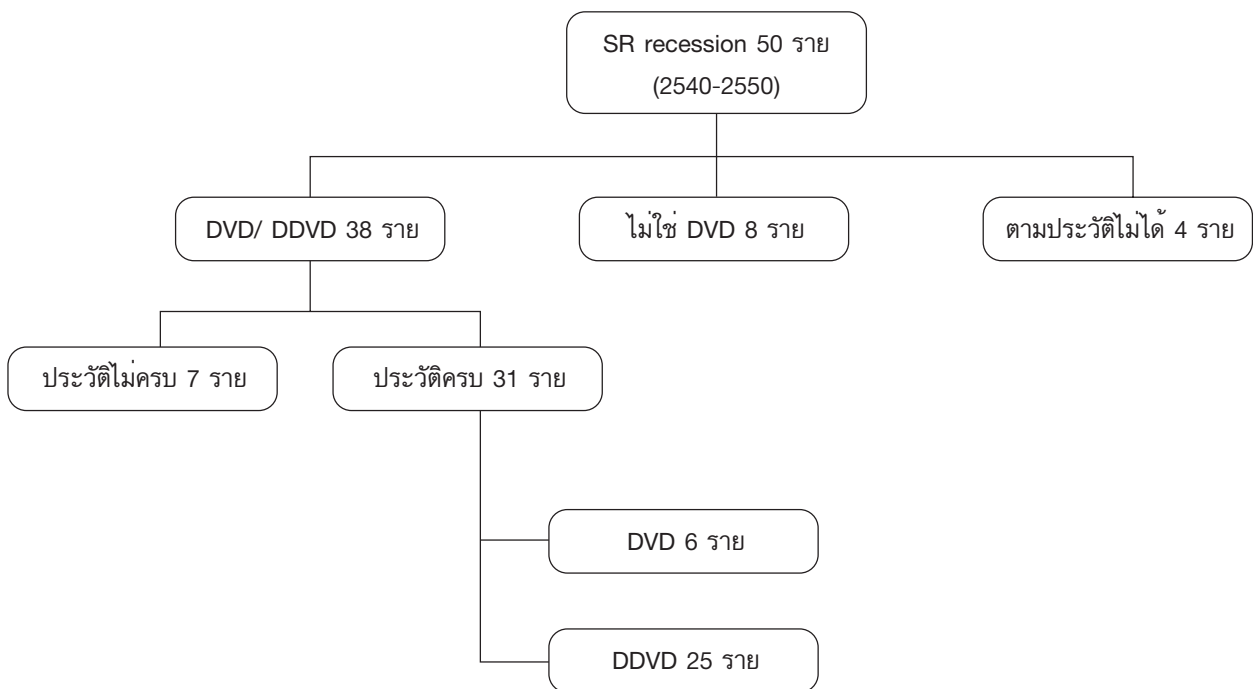 SR recession 50 ราย
(2540-2550)
DVD/ DDVD 38 ราย
ไม่ใช่ DVD 8 ราย
ตามประวัติไม่ได้ 4 ราย
ประวัติไม่ครบ 7 ราย
ประวัติครบ 31 ราย
DVD 6 ราย
DDVD 25 ราย